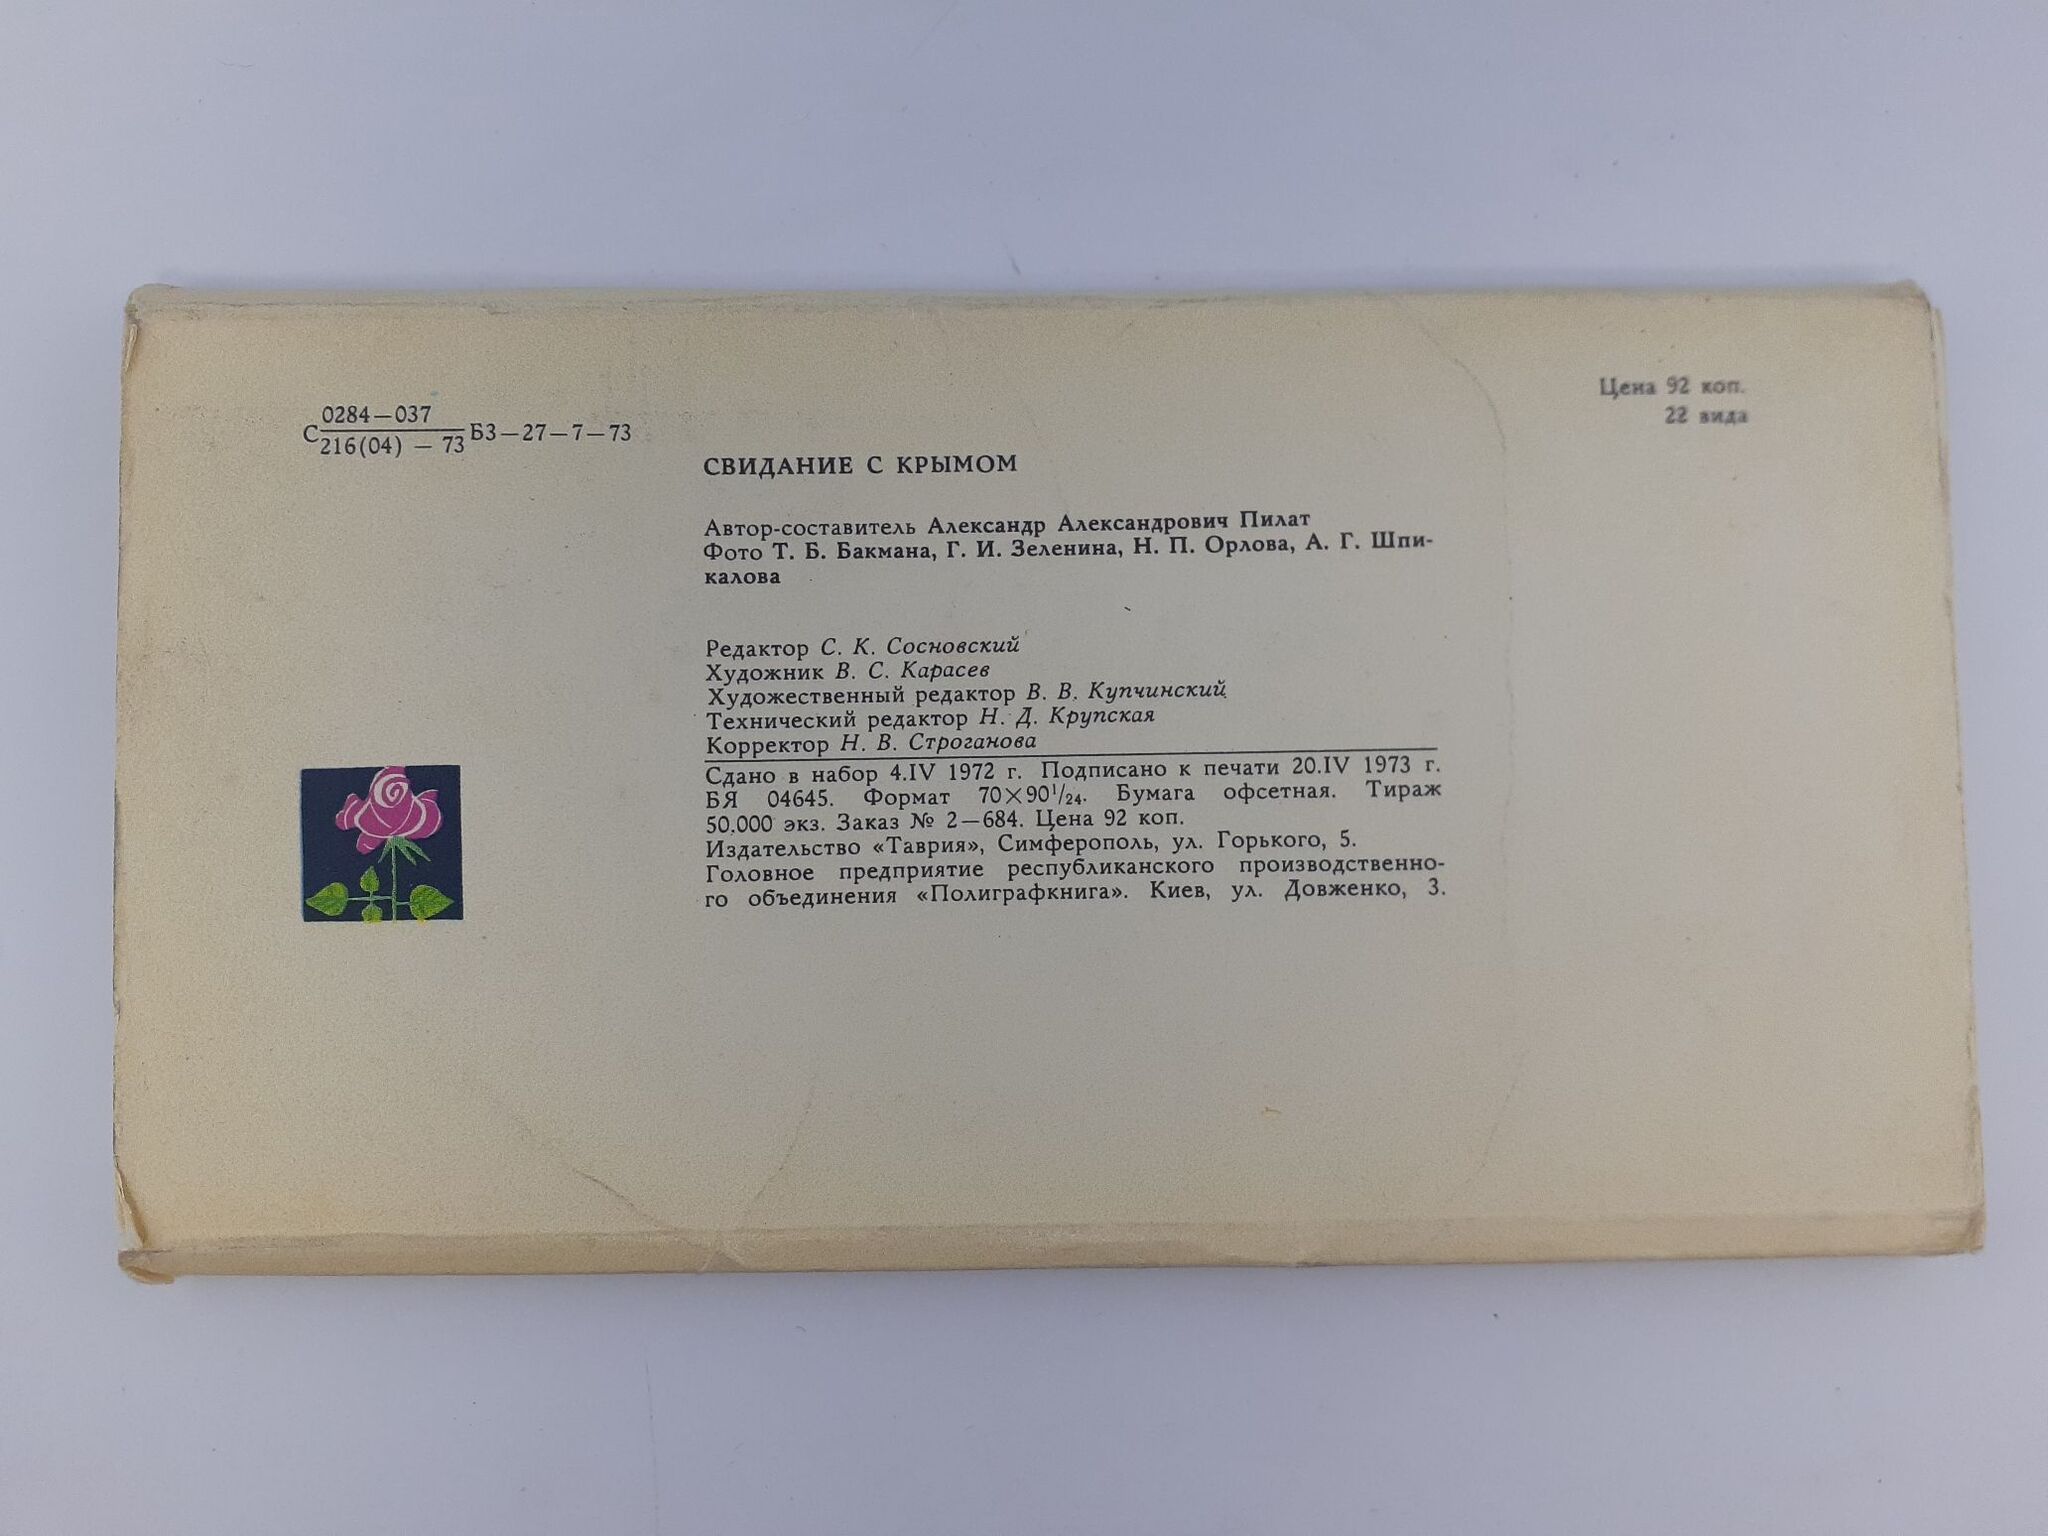 0284—037
С 216(04) — 73 БЗ—27—7—73
Цена 92 коп.
22 вида
СВИДАНИЕ С КРЫМОМ
Автор-составитель Александр Александрович Пилат
Фото Т. Б. Бакмана, Г. И. Зеленина, Н. П. Орлова, А. Г. Шпи-
калова
Редактор С. К. Сосновский
Художник В. С. Карасев
Художественный редактор В. В. Купчинский
Технический редактор Н. Д. Крупская
Корректор Н. В. Строганова
Сдано в набор 4.IV 1972 г. Подписано к печати 20.IV 1973 г.
БЯ 04645. Формат 70×90¹/₂₄. Бумага офсетная. Тираж
50.000 экз. Заказ № 2—684. Цена 92 коп.
Издательство «Таврия», Симферополь, ул. Горького, 5.
Головное предприятие республиканского производственно-
го объединения «Полиграфкнига». Киев, ул. Довженко, 3.